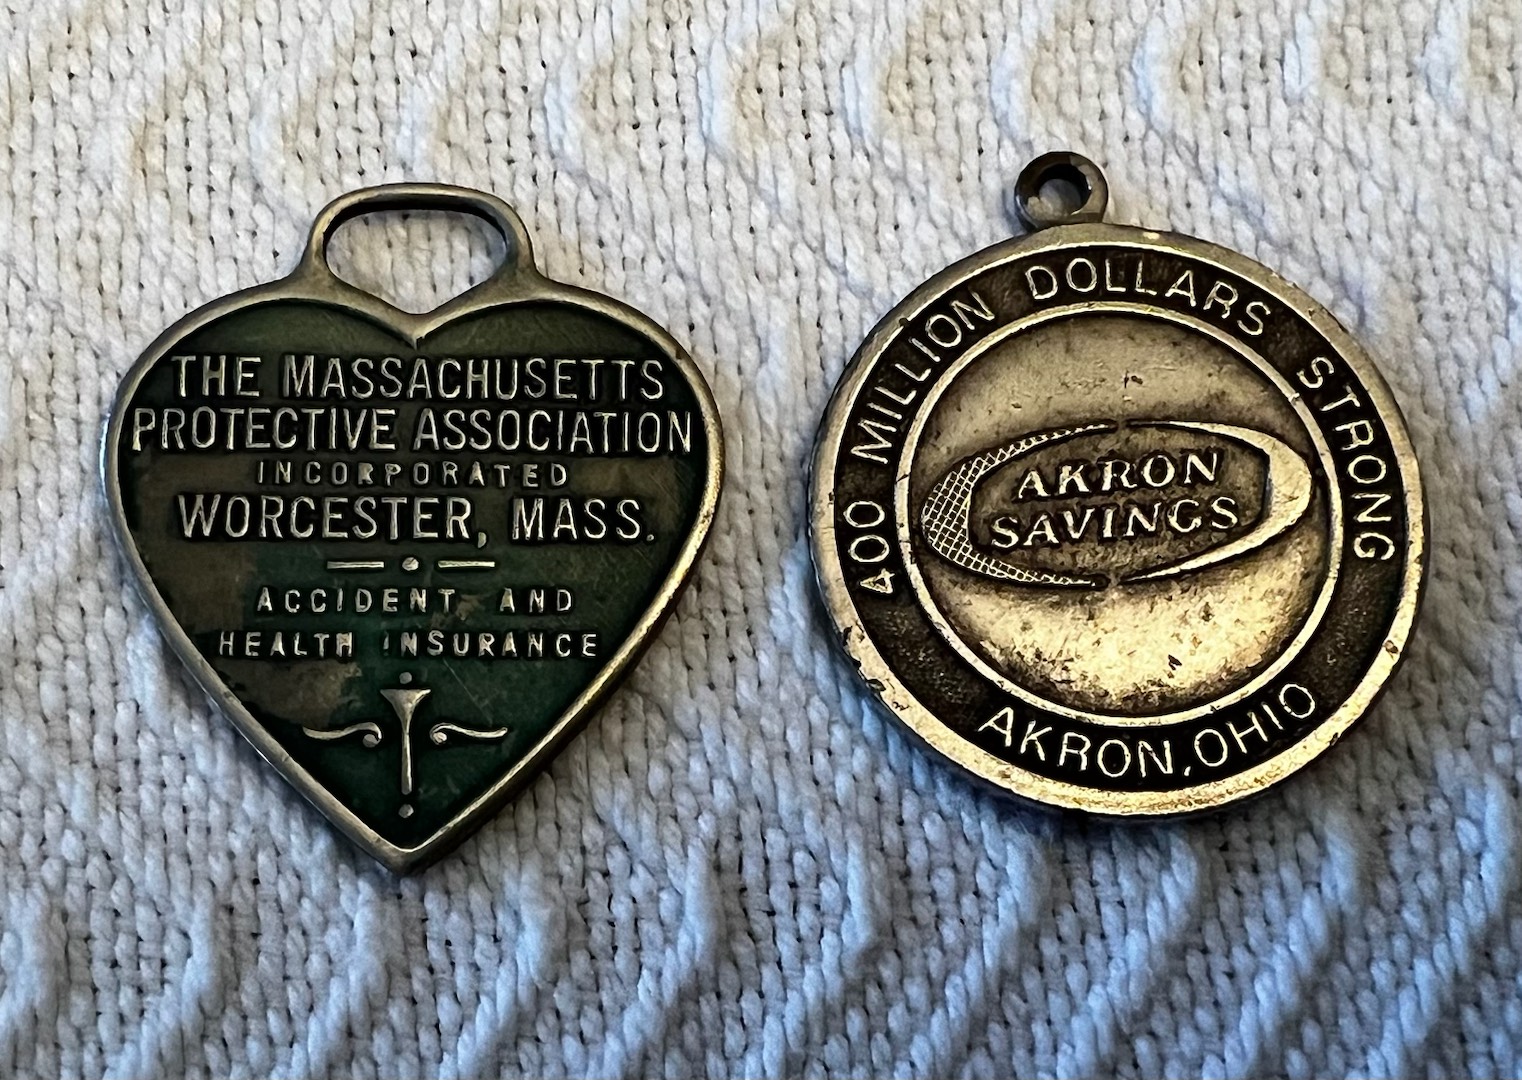 THE MASSACHUSETTS
PROTECTIVE ASSOCIATION
INCORPORATED
WORCESTER, MASS.
ACCIDENT AND
HEALTH INSURANCE
400 MILLION DOLLARS STRONG
AKRON
SAVINGS
AKRON, OHIO